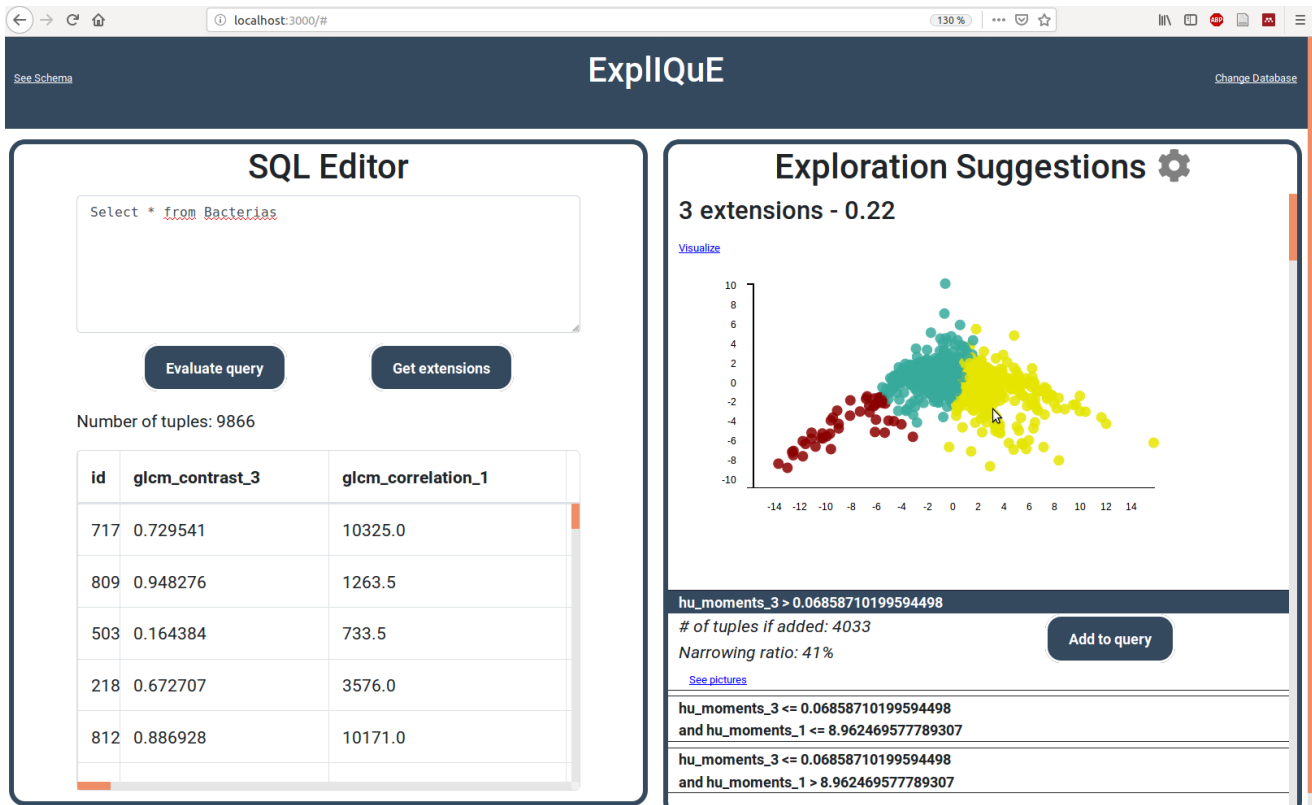 localhost:3000/#
130 %
ABP
See Schema
ExplIQuE
Change Database
SQL Editor
Select * from Bacterias
Evaluate query
Get extensions
Number of tuples: 9866
id glcm_contrast_3 glcm_correlation_1
717 0.729541 10325.0
809 0.948276 1263.5
503 0.164384 733.5
218 0.672707 3576.0
812 0.886928 10171.0
Exploration Suggestions
3 extensions - 0.22
Visualize
10
8
6
4
2
0
-2
-4
-6
-8
-10
-14 -12 -10 -8 -6 -4 -2 0 2 4 6 8 10 12 14
hu_moments_3 > 0.06858710199594498
# of tuples if added: 4033
Narrowing ratio: 41%
Add to query
See pictures
hu_moments_3 <= 0.06858710199594498
and hu_moments_1 <= 8.962469577789307
hu_moments_3 <= 0.06858710199594498
and hu_moments_1 > 8.962469577789307